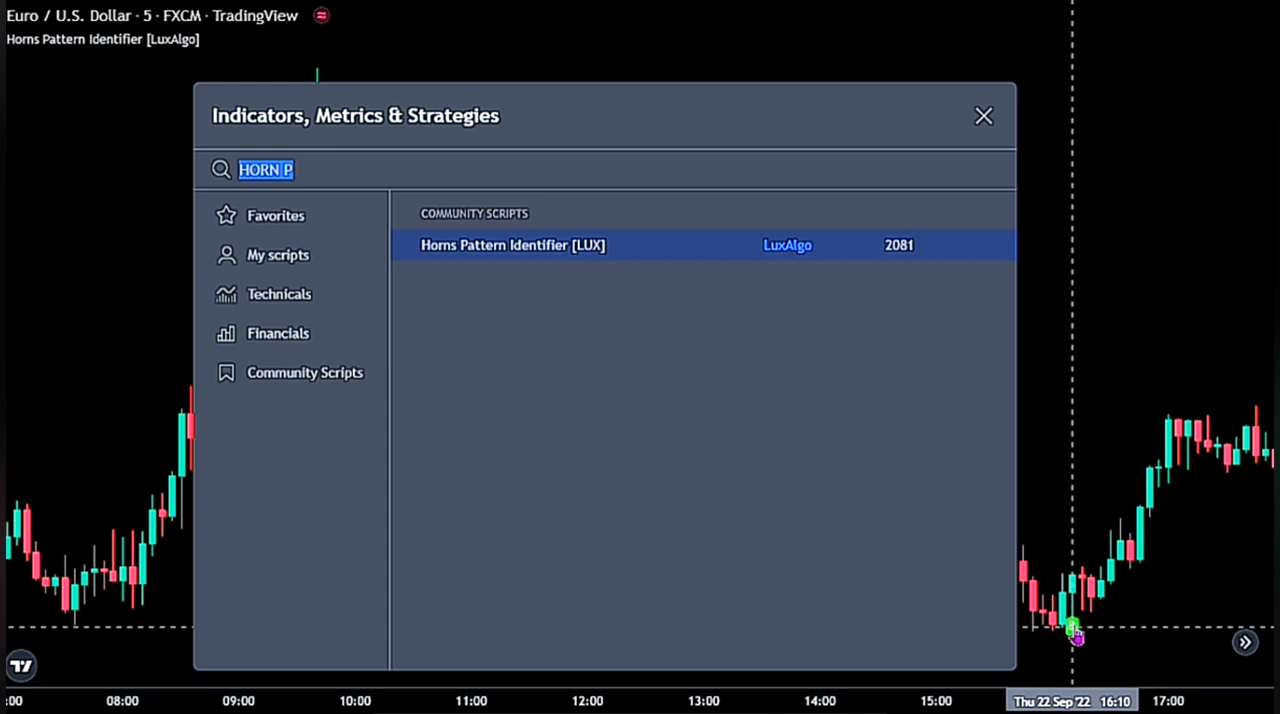 Euro / U.S. Dollar · 5 · FXCM · TradingView
Horns Pattern Identifier [LuxAlgo]
Indicators, Metrics & Strategies
HORN P
Favorites
My scripts
Technicals
Financials
Community Scripts
COMMUNITY SCRIPTS
Horns Pattern Identifier [LUX] LuxAlgo 2081
:00 08:00 09:00 10:00 11:00 12:00 13:00 14:00 15:00 Thu 22 Sep '22 16:10 17:00